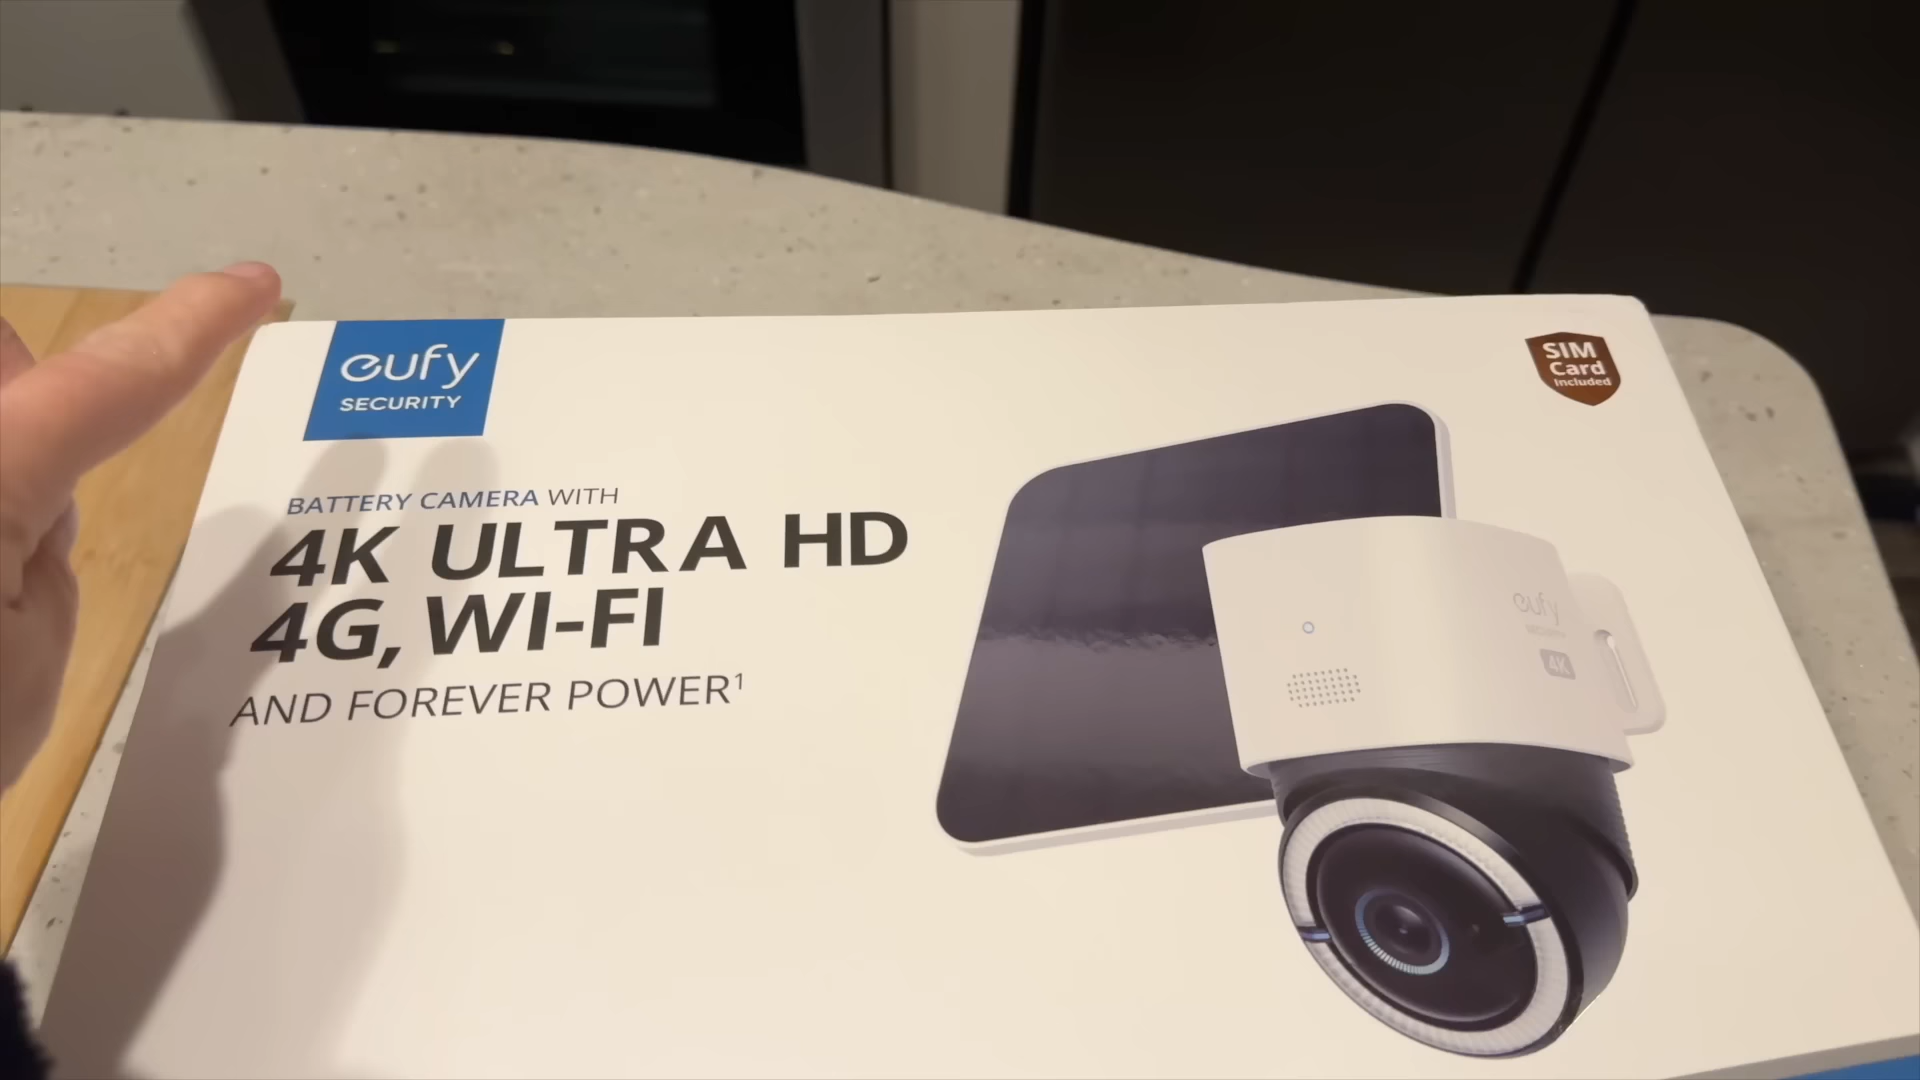 eufy
SECURITY
SIM
Card
Included
BATTERY CAMERA WITH
4K ULTRA HD
4G, WI-FI
AND FOREVER POWER¹
eufy
SECURITY
4K